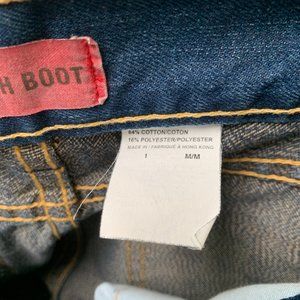 H BOOT
84% COTTON/COTON
16% POLYESTER/POLYESTER
MADE IN / FABRIQUÉ À HONG KONG
1 M/M